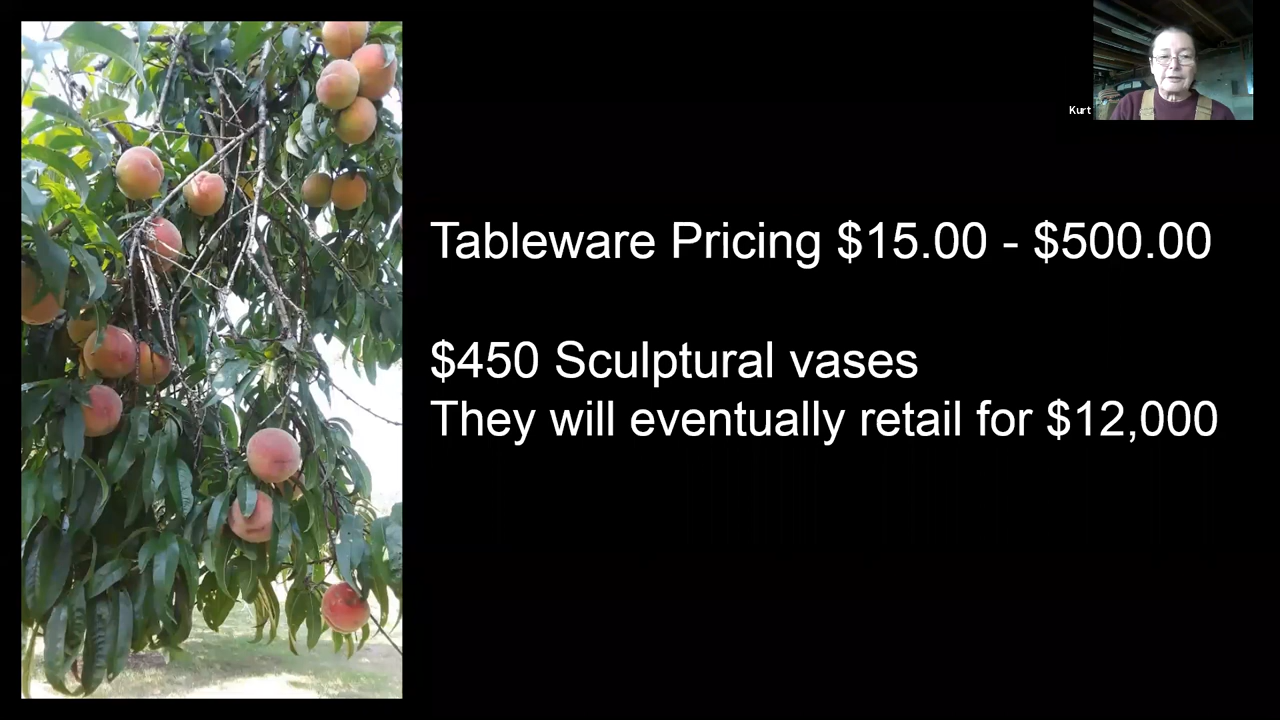 Kurt
Tableware Pricing $15.00 - $500.00
$450 Sculptural vases
They will eventually retail for $12,000